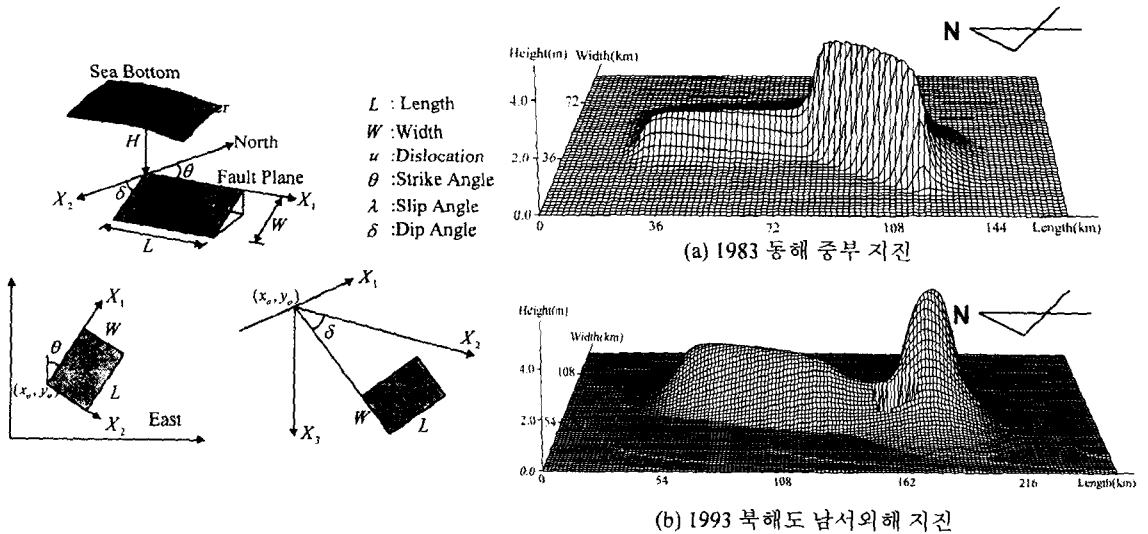 Sea Bottom
H
North
θ
Fault Plane
δ
X₂
X₁
W
L
L : Length
W :Width
u :Dislocation
θ :Strike Angle
λ :Slip Angle
δ :Dip Angle
X₁
W
θ
(xₒ, yₒ)
L
X₂
East
X₁
(xₒ, yₒ)
δ
X₂
W
L
X₃
N
Height(m) Width(km)
4.0
72
2.0
36
0.0
0 36 72 108 144 Length(km)
(a) 1983 동해 중부 지진
N
Height(m)
Width(km)
4.0
108
2.0
54
0.0
0 54 108 162 216 Length(km)
(b) 1993 북해도 남서외해 지진